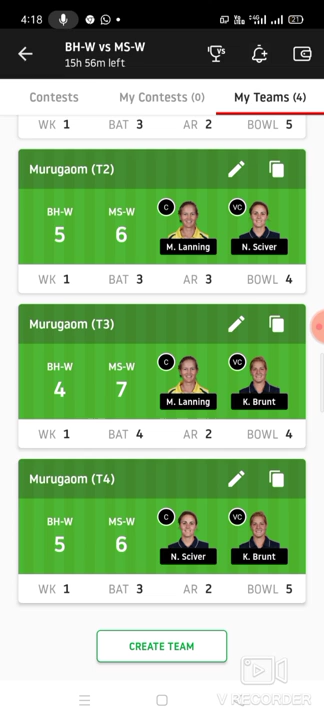 4:18
21
BH-W vs MS-W
15h 56m left
VS
Contests My Contests (0) My Teams (4)
WK 1 BAT 3 AR 2 BOWL 5
Murugaom (T2)
BH-W MS-W C VC
5 6
M. Lanning N. Sciver
WK 1 BAT 3 AR 3 BOWL 4
Murugaom (T3)
BH-W MS-W C VC
4 7
M. Lanning K. Brunt
WK 1 BAT 4 AR 2 BOWL 4
Murugaom (T4)
BH-W MS-W C VC
5 6
N. Sciver K. Brunt
WK 1 BAT 3 AR 2 BOWL 5
CREATE TEAM
V RECORDER